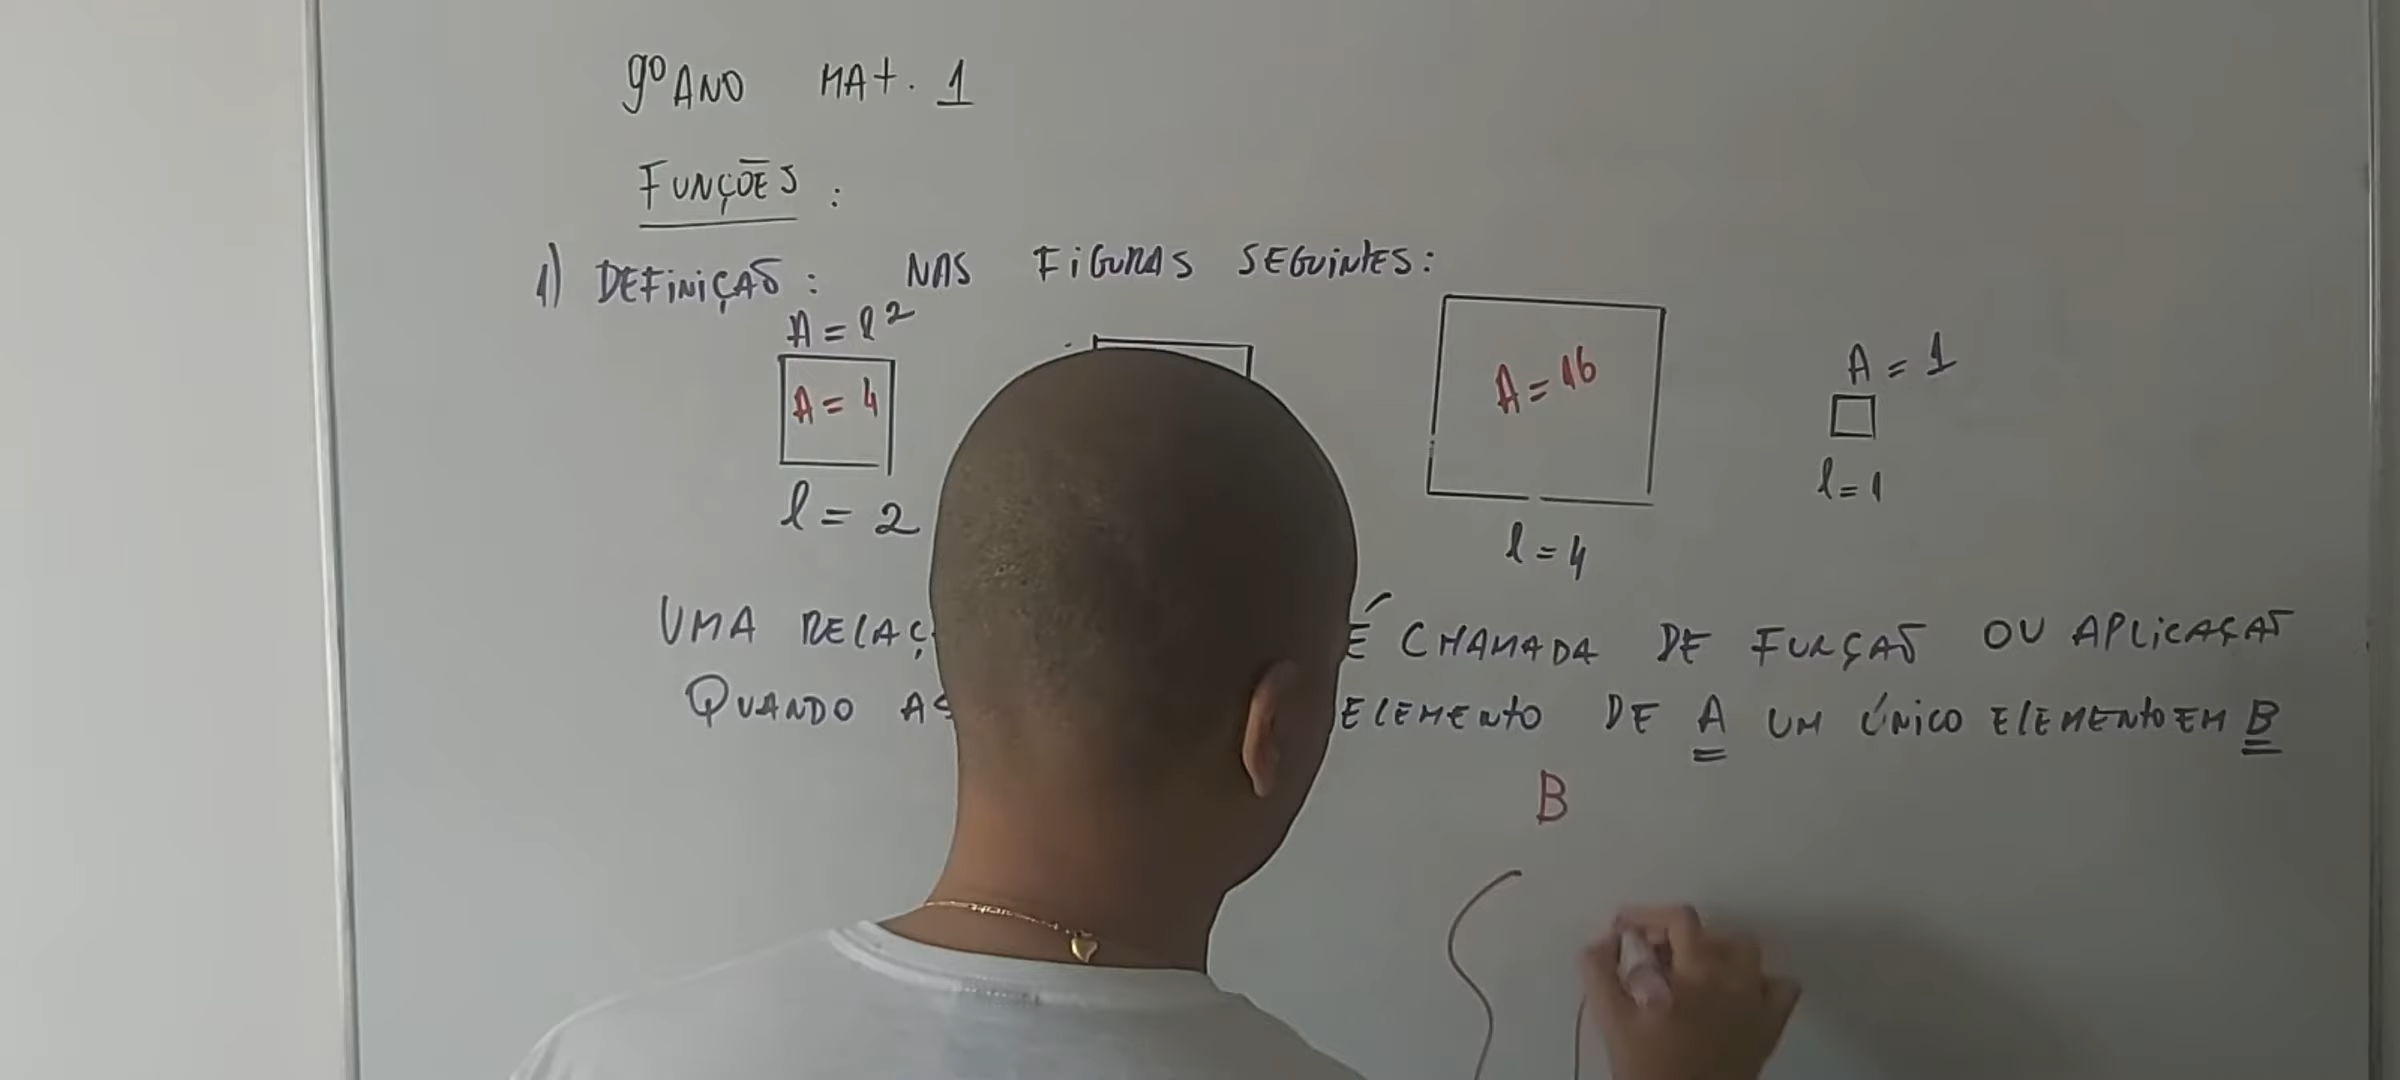 9º ANO MAT. 1
FUNÇÕES :
1) DEFINIÇÃO : NAS FIGURAS SEGUINTES:
A = l² 
A = 4
l = 2
A = 16
l = 4
A = 1
l = 1
UMA É CHAMADA DE FUNÇÃO OU APLICAÇÃO
QUANDO ELEMENTO DE A UM ÚNICO ELEMENTO EM B
B